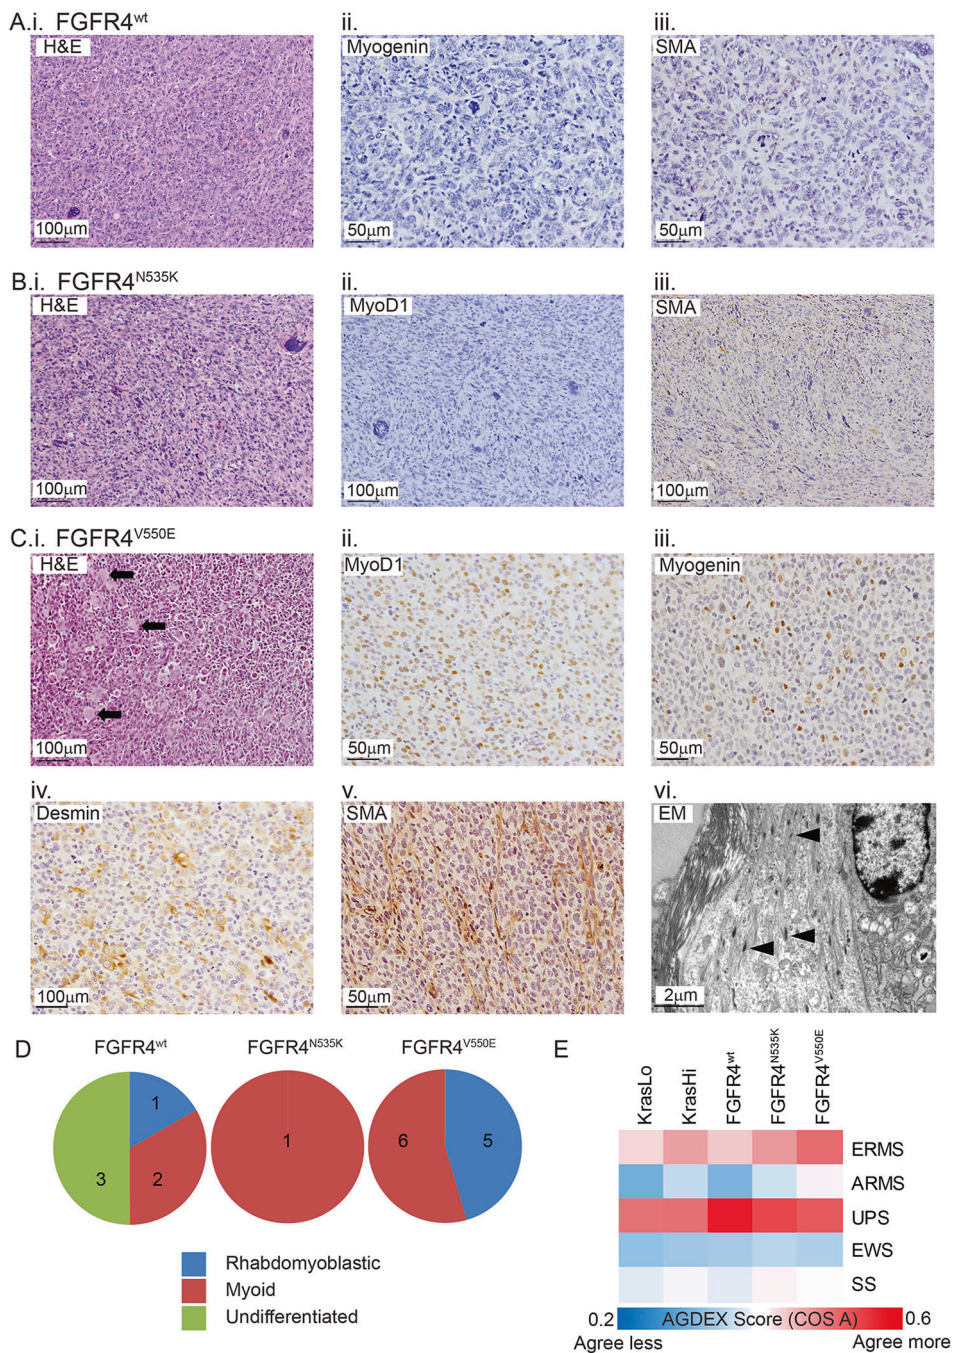 A.i. FGFR4wt ii. iii.
H&E Myogenin SMA
100μm 50μm 50μm
B.i. FGFR4N535K ii. iii.
H&E MyoD1 SMA
100μm 100μm 100μm
C.i. FGFR4V550E ii. iii.
H&E MyoD1 Myogenin
100μm 50μm 50μm
iv. v. vi.
Desmin SMA EM
100μm 50μm 2μm
D FGFR4wt FGFR4N535K FGFR4V550E E
KrasLo KrasHi FGFR4wt FGFR4N535K FGFR4V550E
1 3 2 1 6 5
ERMS
ARMS
UPS
EWS
SS
Rhabdomyoblastic
Myoid
Undifferentiated
0.2 AGDEX Score (COS A) 0.6
Agree less Agree more